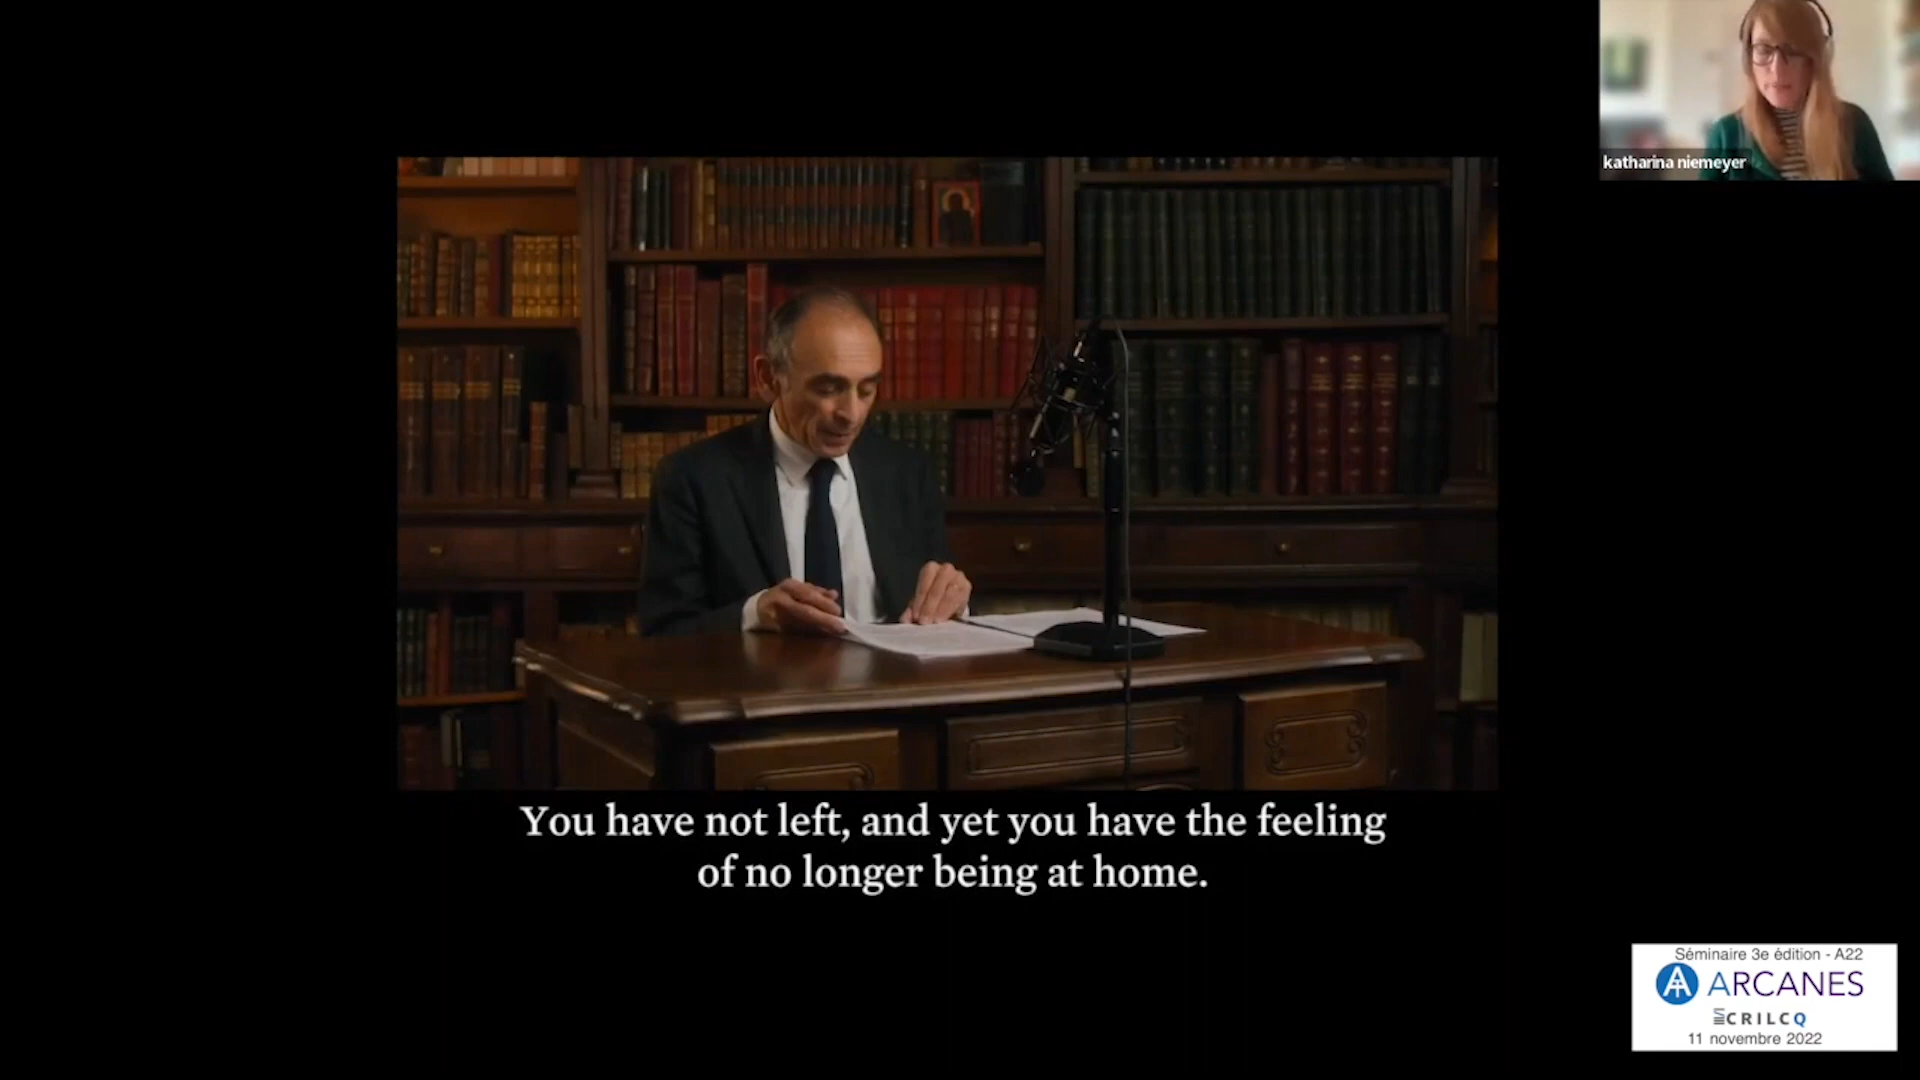 katharina niemeyer
You have not left, and yet you have the feeling
of no longer being at home.
Séminaire 3e édition - A22
ARCANES
CRILCQ
11 novembre 2022